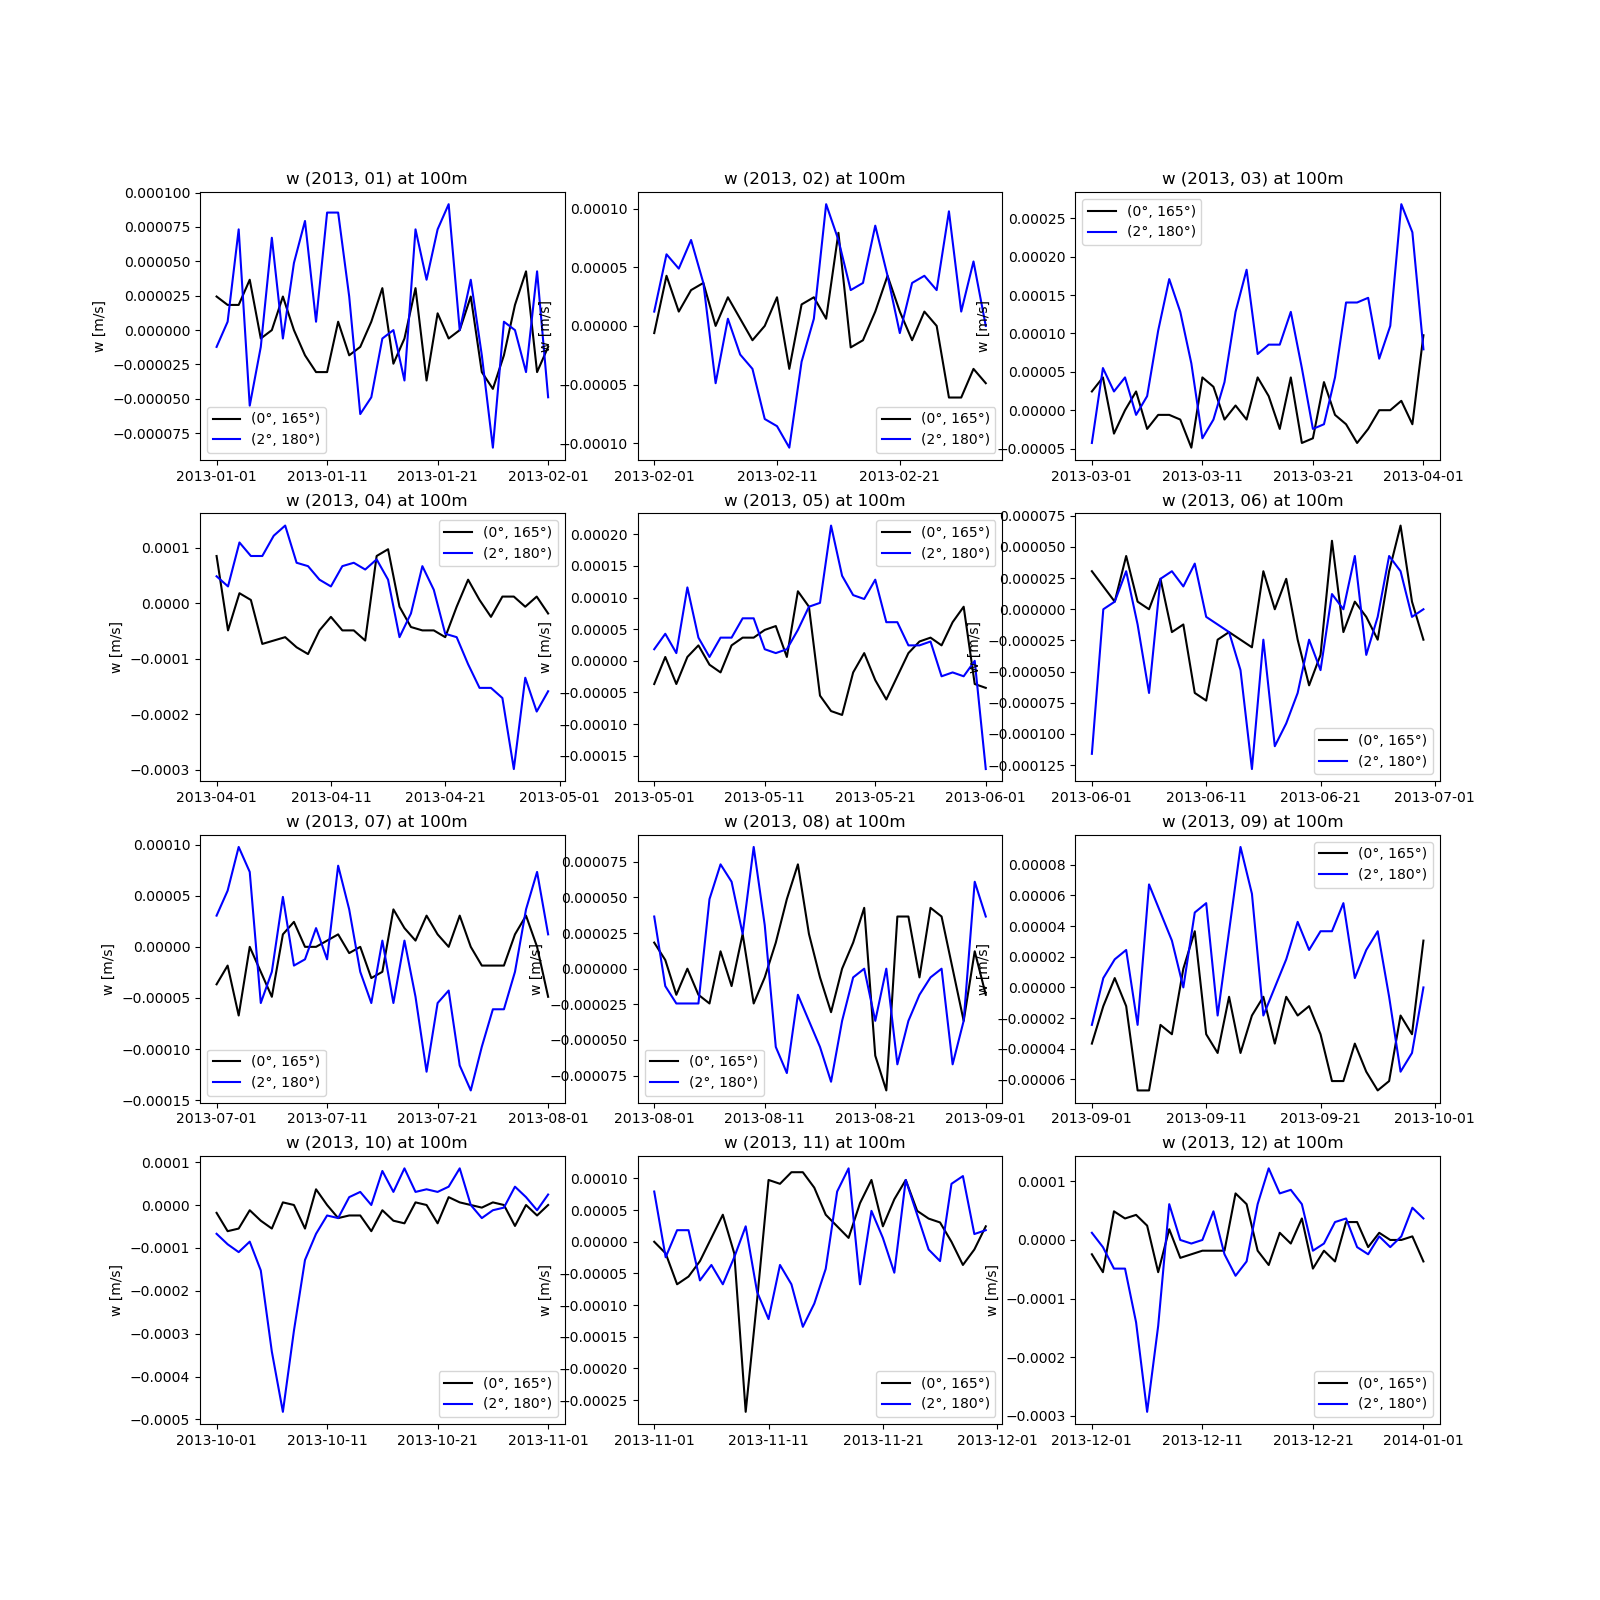 w (2013, 01) at 100m
w [m/s]
0.000100
0.000075
0.000050
0.000025
0.000000
−0.000025
−0.000050
−0.000075
(0°, 165°)
(2°, 180°)
2013-01-01 2013-01-11 2013-01-21 2013-02-01
w (2013, 02) at 100m
w [m/s]
0.00010
0.00005
0.00000
−0.00005
−0.00010
(0°, 165°)
(2°, 180°)
2013-02-01 2013-02-11 2013-02-21
w (2013, 03) at 100m
w [m/s]
0.00025
0.00020
0.00015
0.00010
0.00005
0.00000
−0.00005
(0°, 165°)
(2°, 180°)
2013-03-01 2013-03-11 2013-03-21 2013-04-01
w (2013, 04) at 100m
w [m/s]
0.0001
0.0000
−0.0001
−0.0002
−0.0003
(0°, 165°)
(2°, 180°)
2013-04-01 2013-04-11 2013-04-21 2013-05-01
w (2013, 05) at 100m
w [m/s]
0.00020
0.00015
0.00010
0.00005
0.00000
−0.00005
−0.00010
−0.00015
(0°, 165°)
(2°, 180°)
2013-05-01 2013-05-11 2013-05-21 2013-06-01
w (2013, 06) at 100m
w [m/s]
0.000075
0.000050
0.000025
0.000000
−0.000025
−0.000050
−0.000075
−0.000100
−0.000125
(0°, 165°)
(2°, 180°)
2013-06-01 2013-06-11 2013-06-21 2013-07-01
w (2013, 07) at 100m
w [m/s]
0.00010
0.00005
0.00000
−0.00005
−0.00010
−0.00015
(0°, 165°)
(2°, 180°)
2013-07-01 2013-07-11 2013-07-21 2013-08-01
w (2013, 08) at 100m
w [m/s]
0.000075
0.000050
0.000025
0.000000
−0.000025
−0.000050
−0.000075
(0°, 165°)
(2°, 180°)
2013-08-01 2013-08-11 2013-08-21 2013-09-01
w (2013, 09) at 100m
w [m/s]
0.00008
0.00006
0.00004
0.00002
0.00000
−0.00002
−0.00004
−0.00006
(0°, 165°)
(2°, 180°)
2013-09-01 2013-09-11 2013-09-21 2013-10-01
w (2013, 10) at 100m
w [m/s]
0.0001
0.0000
−0.0001
−0.0002
−0.0003
−0.0004
−0.0005
(0°, 165°)
(2°, 180°)
2013-10-01 2013-10-11 2013-10-21 2013-11-01
w (2013, 11) at 100m
w [m/s]
0.00010
0.00005
0.00000
−0.00005
−0.00010
−0.00015
−0.00020
−0.00025
(0°, 165°)
(2°, 180°)
2013-11-01 2013-11-11 2013-11-21 2013-12-01
w (2013, 12) at 100m
w [m/s]
0.0001
0.0000
−0.0001
−0.0002
−0.0003
(0°, 165°)
(2°, 180°)
2013-12-01 2013-12-11 2013-12-21 2014-01-01